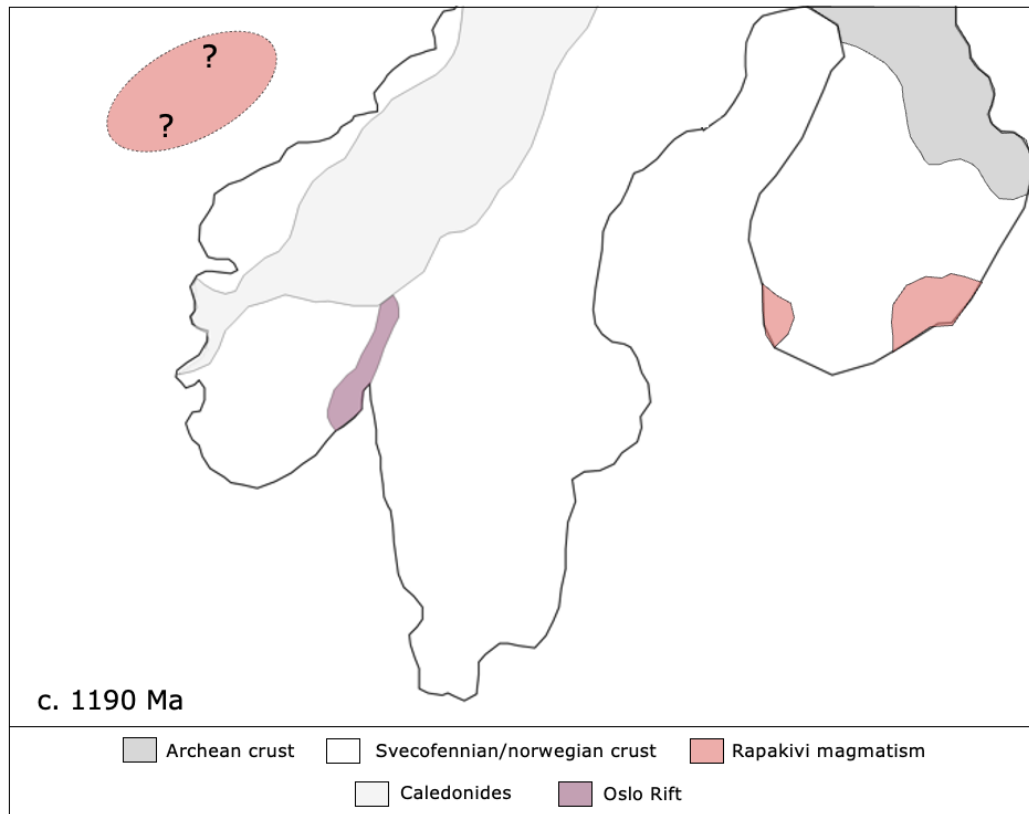 ?
?
c. 1190 Ma
Archean crust Svecofennian/norwegian crust Rapakivi magmatism
Caledonides Oslo Rift